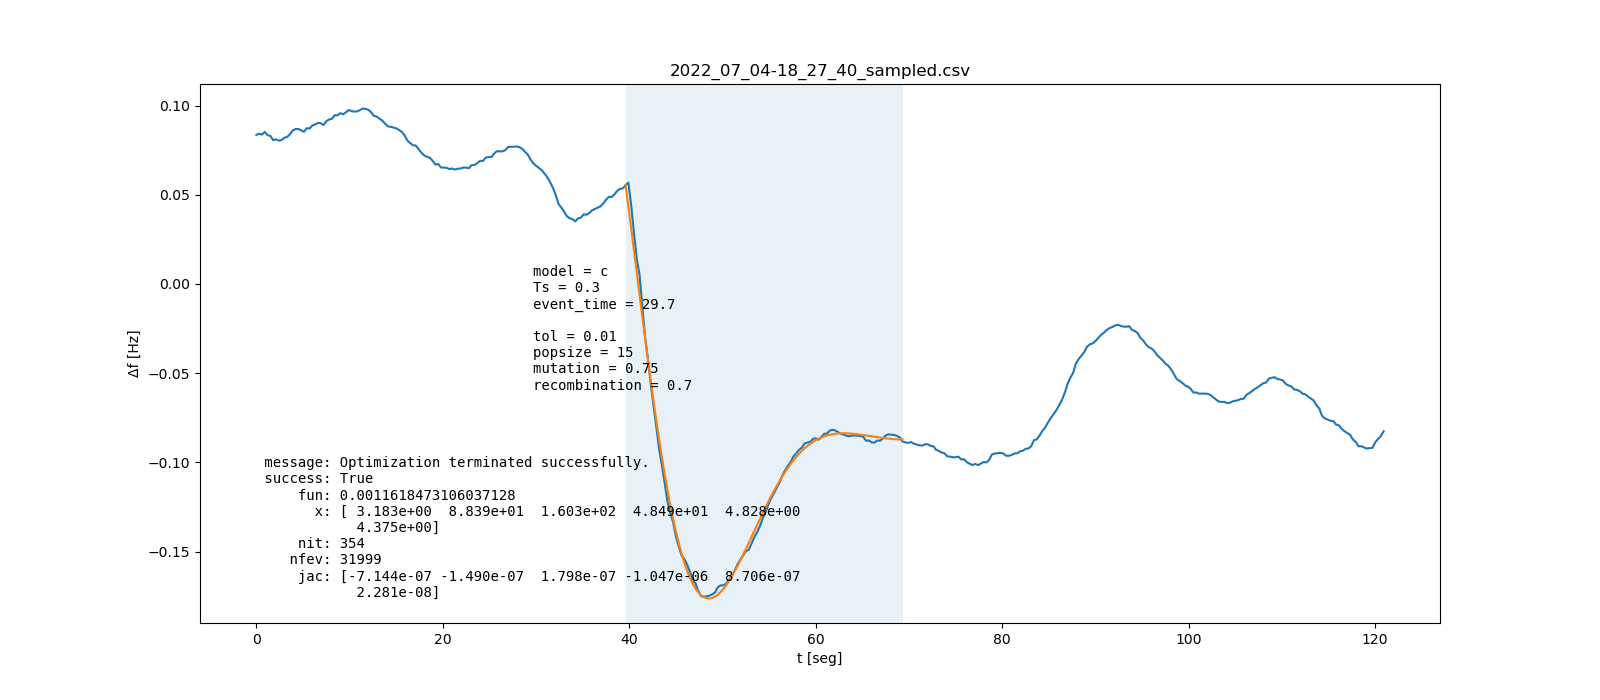 2022_07_04-18_27_40_sampled.csv
0.10
0.05
0.00
−0.05
−0.10
−0.15
Δf [Hz]
model = c
Ts = 0.3
event_time = 29.7
tol = 0.01
popsize = 15
mutation = 0.75
recombination = 0.7
message: Optimization terminated successfully.
success: True
fun: 0.0011618473106037128
x: [ 3.183e+00  8.839e+01  1.603e+02  4.849e+01  4.828e+00
4.375e+00]
nit: 354
nfev: 31999
jac: [-7.144e-07 -1.490e-07  1.798e-07 -1.047e-06  8.706e-07
2.281e-08]
0 20 40 60 80 100 120
t [seg]